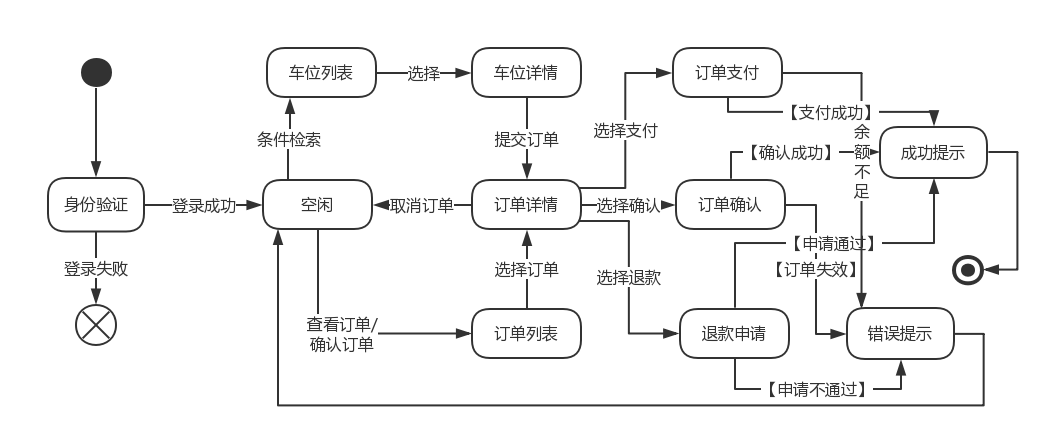 车位列表
选择
车位详情
订单支付
选择支付
【支付成功】
余
额
不
足
条件检索
提交订单
【确认成功】
成功提示
身份验证
登录成功
空闲
取消订单
订单详情
选择确认
订单确认
【申请通过】
登录失败
选择订单
选择退款
【订单失效】
查看订单/
确认订单
订单列表
退款申请
错误提示
【申请不通过】